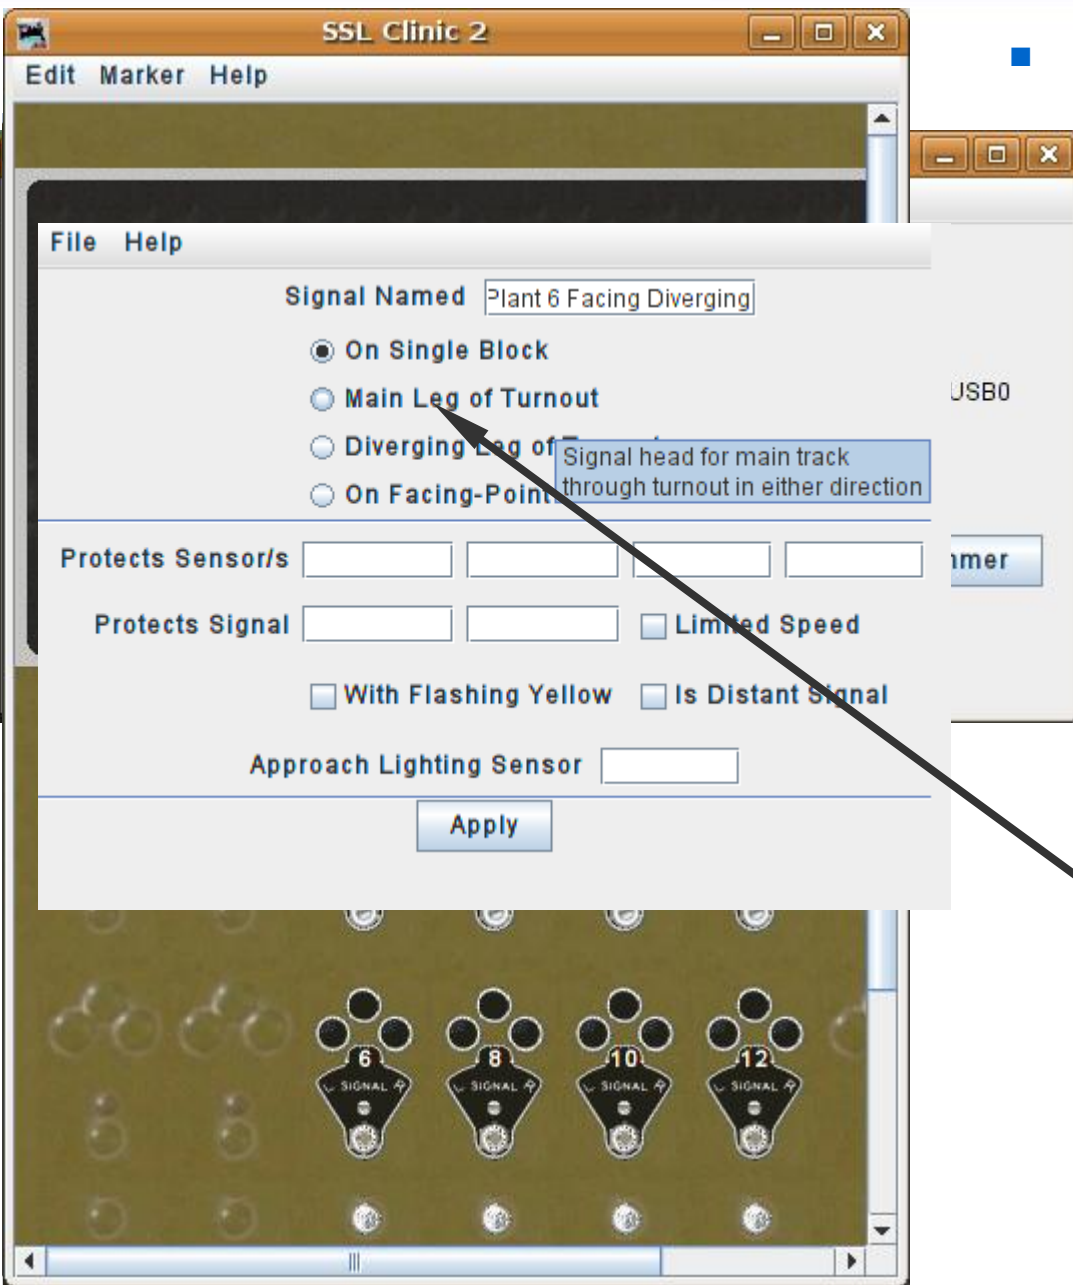 SSL Clinic 2
Edit Marker Help
File Help
Signal Named Plant 6 Facing Diverging
On Single Block
Main Leg of Turnout
JSB0
Diverging Leg of
Signal head for main track
through turnout in either direction
On Facing-Point
Protects Sensor/s
mmer
Protects Signal Limited Speed
With Flashing Yellow Is Distant Signal
Approach Lighting Sensor
Apply
6 8 10 12
L SIGNAL R L SIGNAL R L SIGNAL R L SIGNAL R